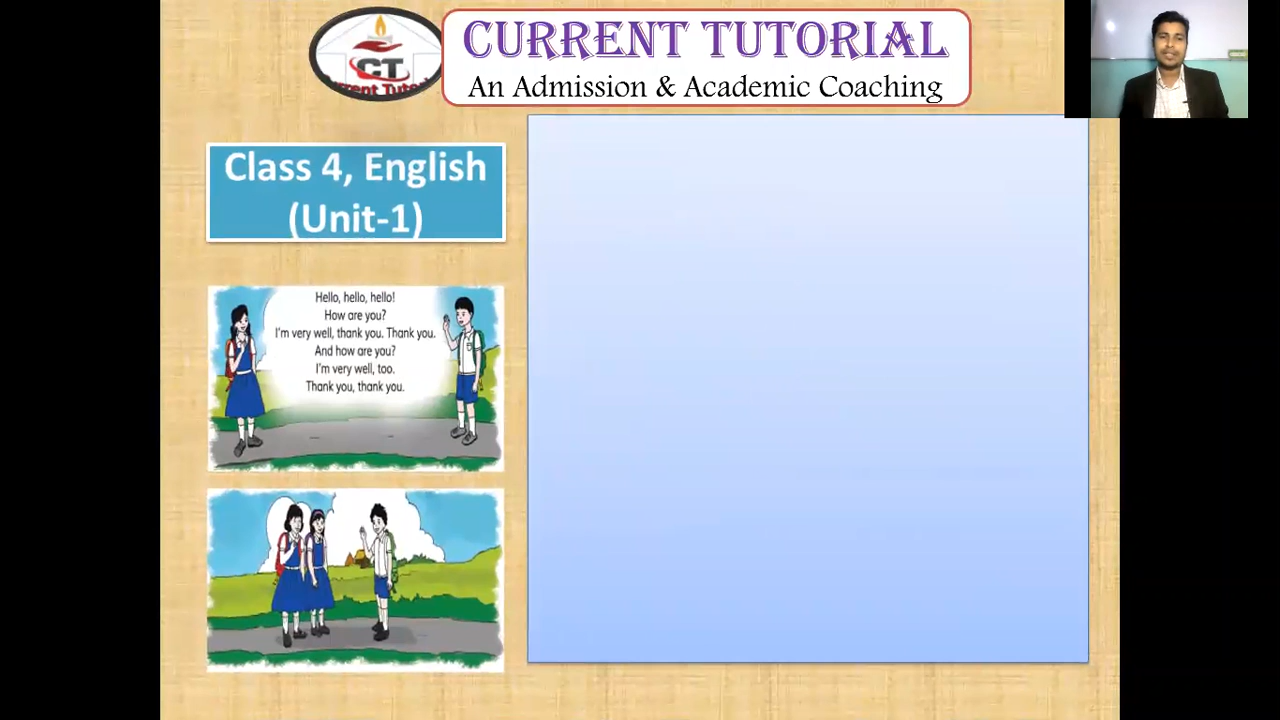 CT
CURRENT TUTORIAL
An Admission & Academic Coaching
Class 4, English
(Unit-1)
Hello, hello, hello!
How are you?
I'm very well, thank you. Thank you.
And how are you?
I'm very well, too.
Thank you, thank you.